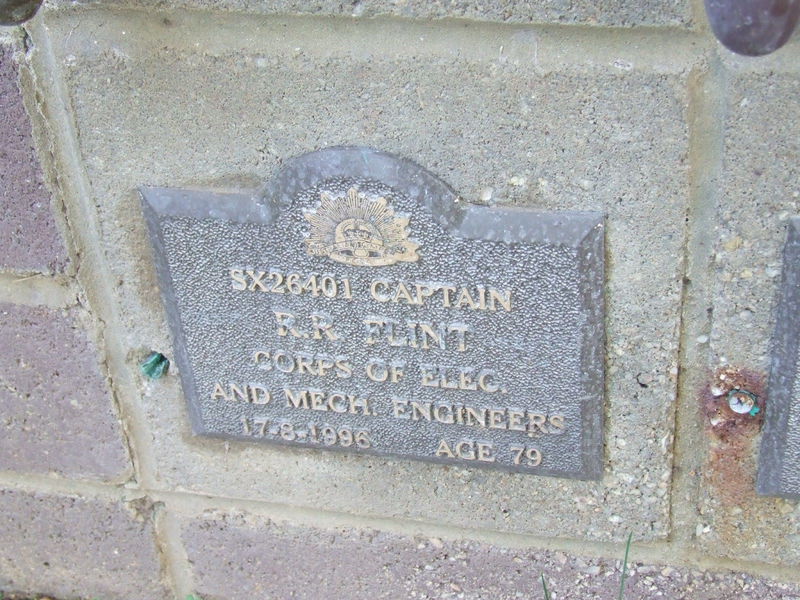 SX26401 CAPTAIN
R.R. FLINT
CORPS OF ELEC.
AND MECH. ENGINEERS
17-8-1996 AGE 79